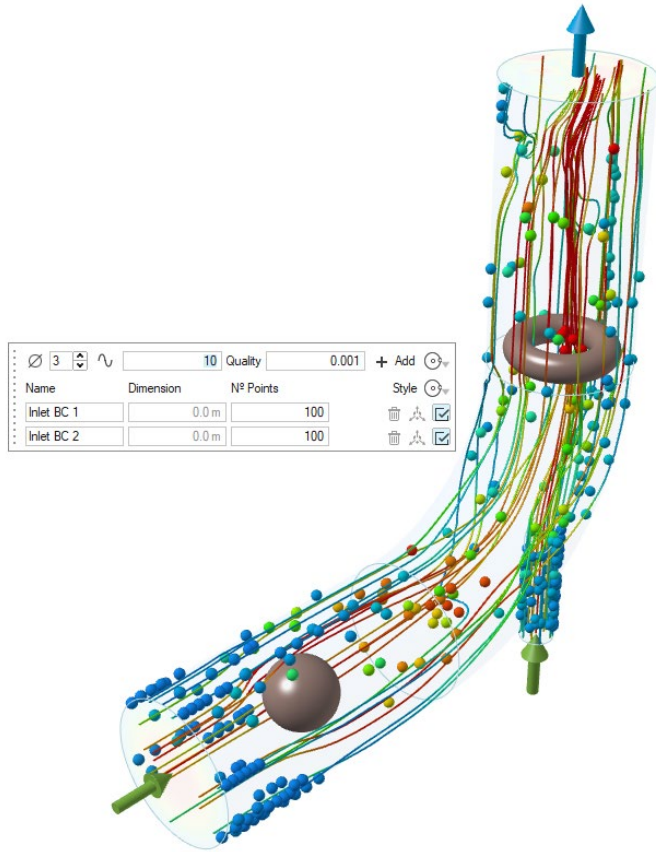 3 10 Quality 0.001 + Add
Name Dimension Nº Points Style
Inlet BC 1 0.0 m 100
Inlet BC 2 0.0 m 100